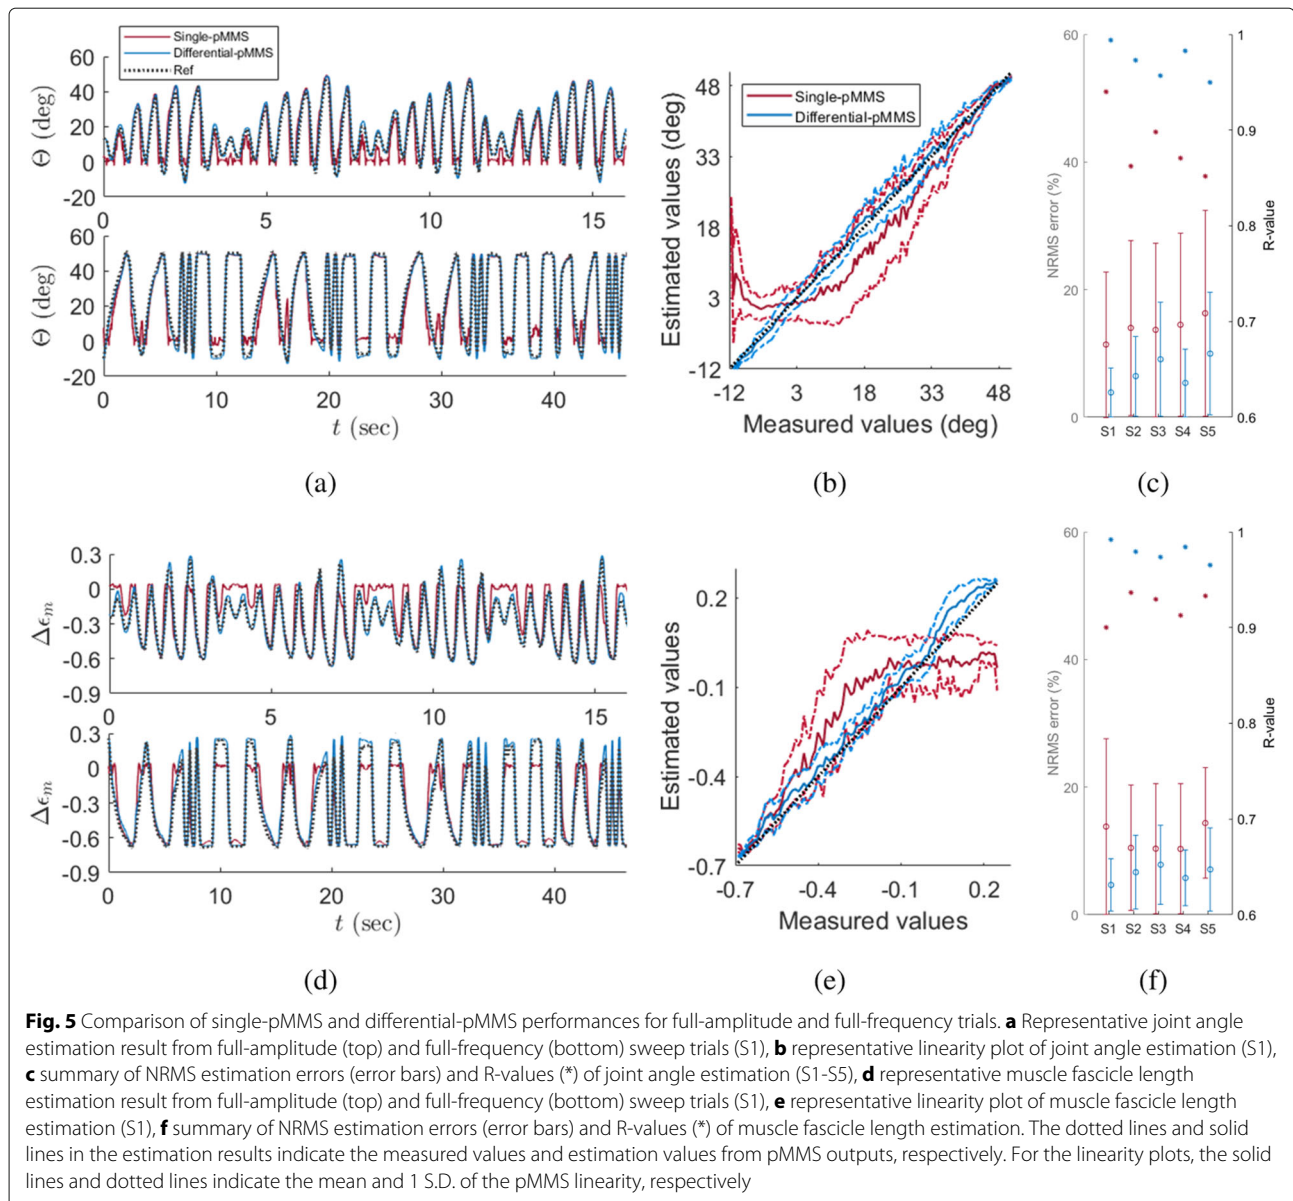 Single-pMMS
Differential-pMMS
Ref
60
40
20
0
-20
Θ (deg)
0
5
10
15
60
40
20
0
-20
Θ (deg)
0
10
20
30
40
t (sec)
(a)
Single-pMMS
Differential-pMMS
48
33
18
3
-12
Estimated values (deg)
-12
3
18
33
48
Measured values (deg)
(b)
60
40
20
0
NRMS error (%)
1
0.9
0.8
0.7
0.6
R-value
S1
S2
S3
S4
S5
(c)
0.3
0
-0.3
-0.6
-0.9
Δϵm
0
5
10
15
0.3
0
-0.3
-0.6
-0.9
Δϵm
0
10
20
30
40
t (sec)
(d)
0.2
-0.1
-0.4
-0.7
Estimated values
-0.7
-0.4
-0.1
0.2
Measured values
(e)
60
40
20
0
NRMS error (%)
1
0.9
0.8
0.7
0.6
R-value
S1
S2
S3
S4
S5
(f)
Fig. 5 Comparison of single-pMMS and differential-pMMS performances for full-amplitude and full-frequency trials. a Representative joint angle
estimation result from full-amplitude (top) and full-frequency (bottom) sweep trials (S1), b representative linearity plot of joint angle estimation (S1),
c summary of NRMS estimation errors (error bars) and R-values (*) of joint angle estimation (S1-S5), d representative muscle fascicle length
estimation result from full-amplitude (top) and full-frequency (bottom) sweep trials (S1), e representative linearity plot of muscle fascicle length
estimation (S1), f summary of NRMS estimation errors (error bars) and R-values (*) of muscle fascicle length estimation. The dotted lines and solid
lines in the estimation results indicate the measured values and estimation values from pMMS outputs, respectively. For the linearity plots, the solid
lines and dotted lines indicate the mean and 1 S.D. of the pMMS linearity, respectively